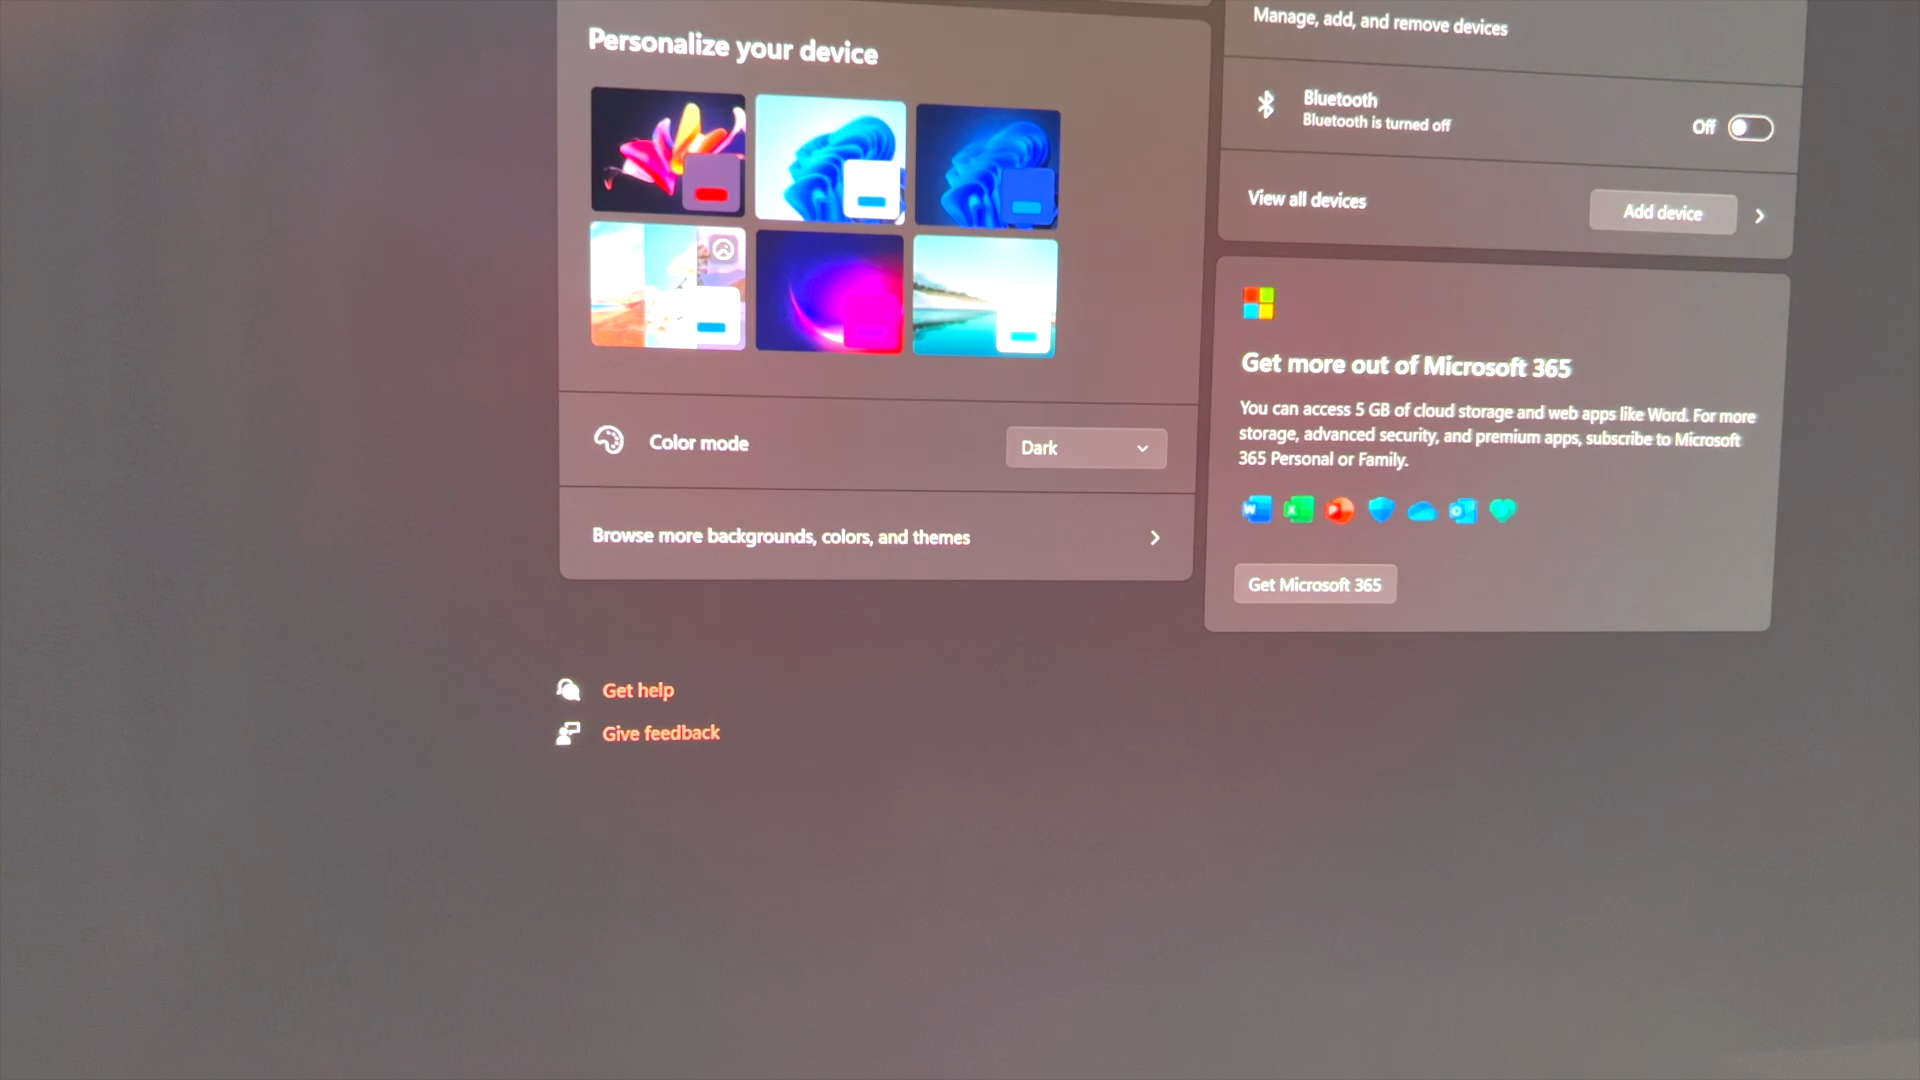 Personalize your device
Color mode
Dark
Browse more backgrounds, colors, and themes
Get help
Give feedback
Manage, add, and remove devices
Bluetooth
Bluetooth is turned off
Off
View all devices
Add device
Get more out of Microsoft 365
You can access 5 GB of cloud storage and web apps like Word. For more
storage, advanced security, and premium apps, subscribe to Microsoft
365 Personal or Family.
Get Microsoft 365